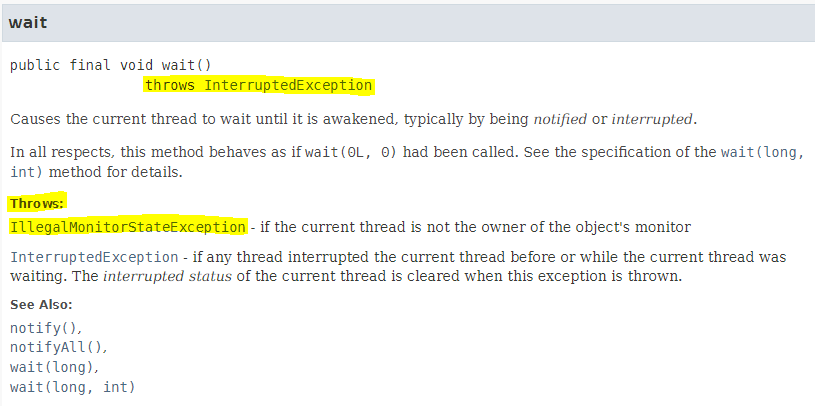 wait
public final void wait()
throws InterruptedException
Causes the current thread to wait until it is awakened, typically by being notified or interrupted.
In all respects, this method behaves as if wait(0L, 0) had been called. See the specification of the wait(long,
int) method for details.
Throws:
IllegalMonitorStateException - if the current thread is not the owner of the object's monitor
InterruptedException - if any thread interrupted the current thread before or while the current thread was
waiting. The interrupted status of the current thread is cleared when this exception is thrown.
See Also:
notify(),
notifyAll(),
wait(long),
wait(long, int)